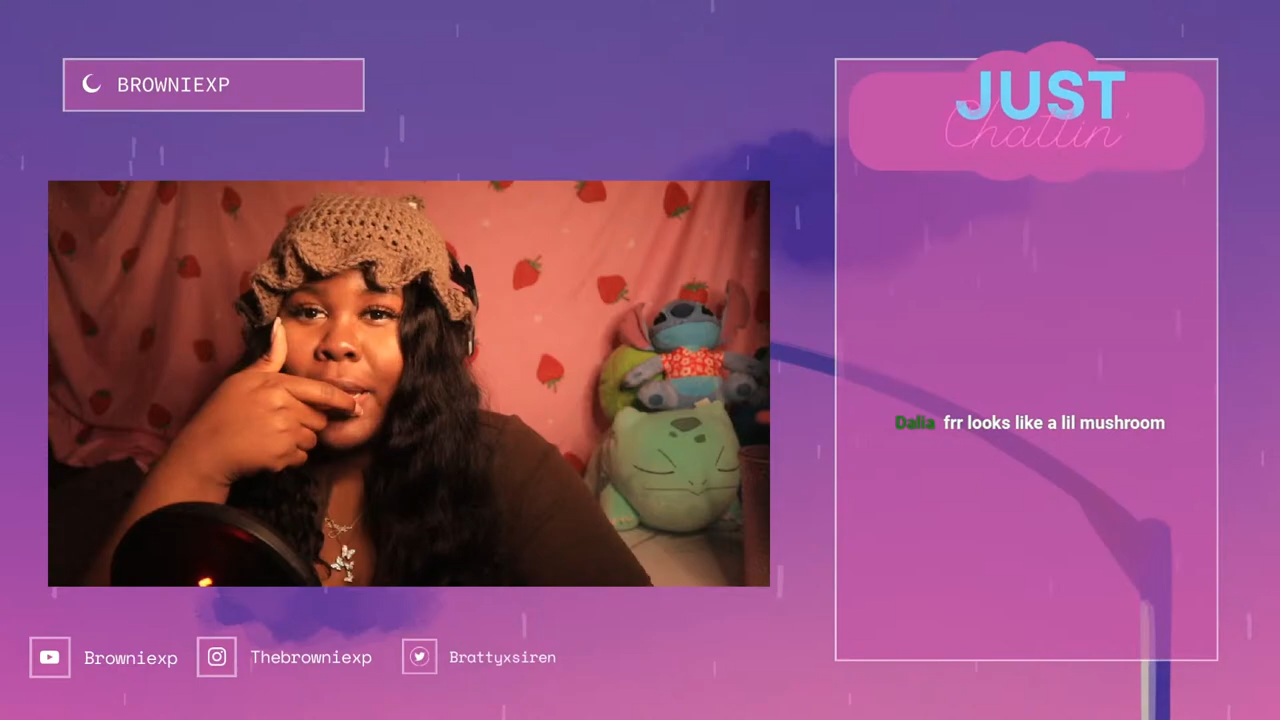 BROWNIEXP
JUST
Chattin'
Dalia frr looks like a lil mushroom
Browniexp
Thebrowniexp
Brattyxsiren